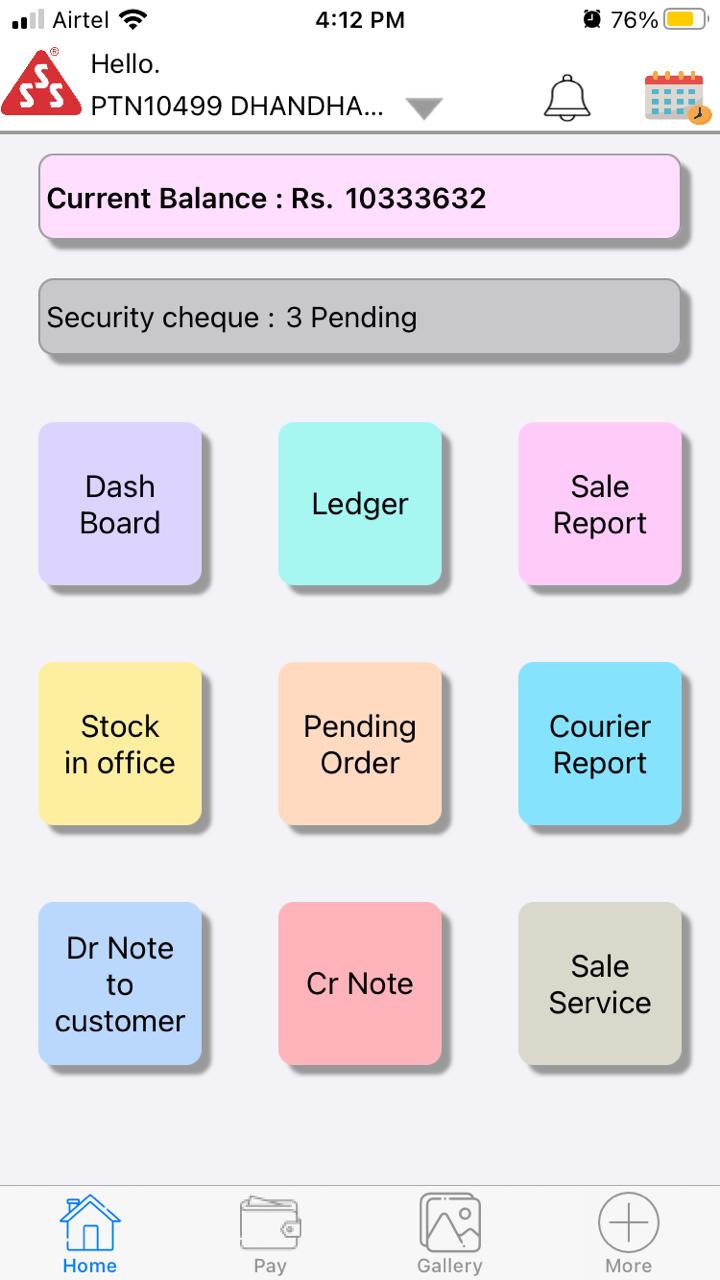 Airtel 4:12 PM 76%
Hello.
SSS ®
PTN10499 DHANDHA...
Current Balance : Rs. 10333632
Security cheque : 3 Pending
Dash
Board
Ledger
Sale
Report
Stock
in office
Pending
Order
Courier
Report
Dr Note
to
customer
Cr Note
Sale
Service
Home Pay Gallery More